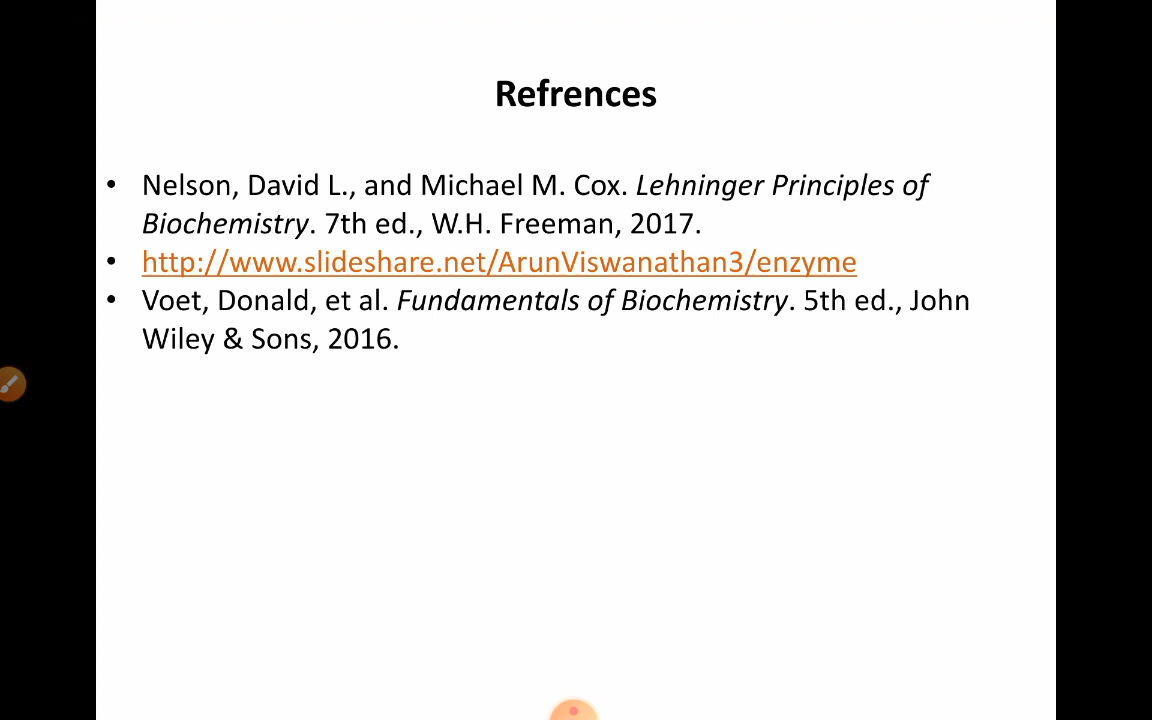 Refrences
• Nelson, David L., and Michael M. Cox. Lehninger Principles of
Biochemistry. 7th ed., W.H. Freeman, 2017.
• http://www.slideshare.net/ArunViswanathan3/enzyme
• Voet, Donald, et al. Fundamentals of Biochemistry. 5th ed., John
Wiley & Sons, 2016.